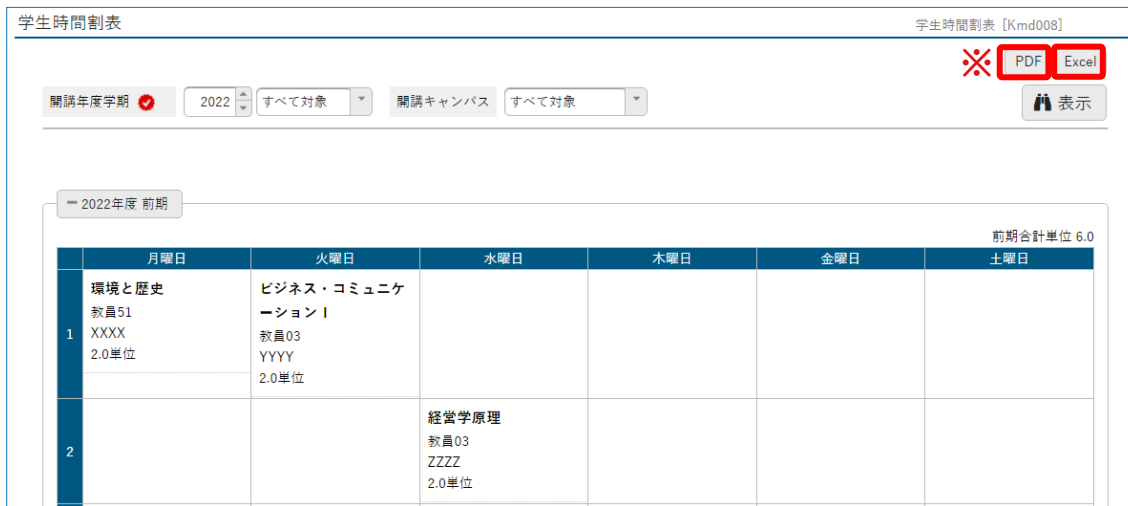 学生時間割表
学生時間割表 [Kmd008]
※ PDF Excel
開講年度学期 2022 すべて対象 開講キャンパス すべて対象 表示
2022年度 前期
前期合計単位 6.0
月曜日 火曜日 水曜日 木曜日 金曜日 土曜日
1
環境と歴史
教員51
XXXX
2.0単位
ビジネス・コミュニケ
ーションⅠ
教員03
YYYY
2.0単位
2
経営学原理
教員03
ZZZZ
2.0単位